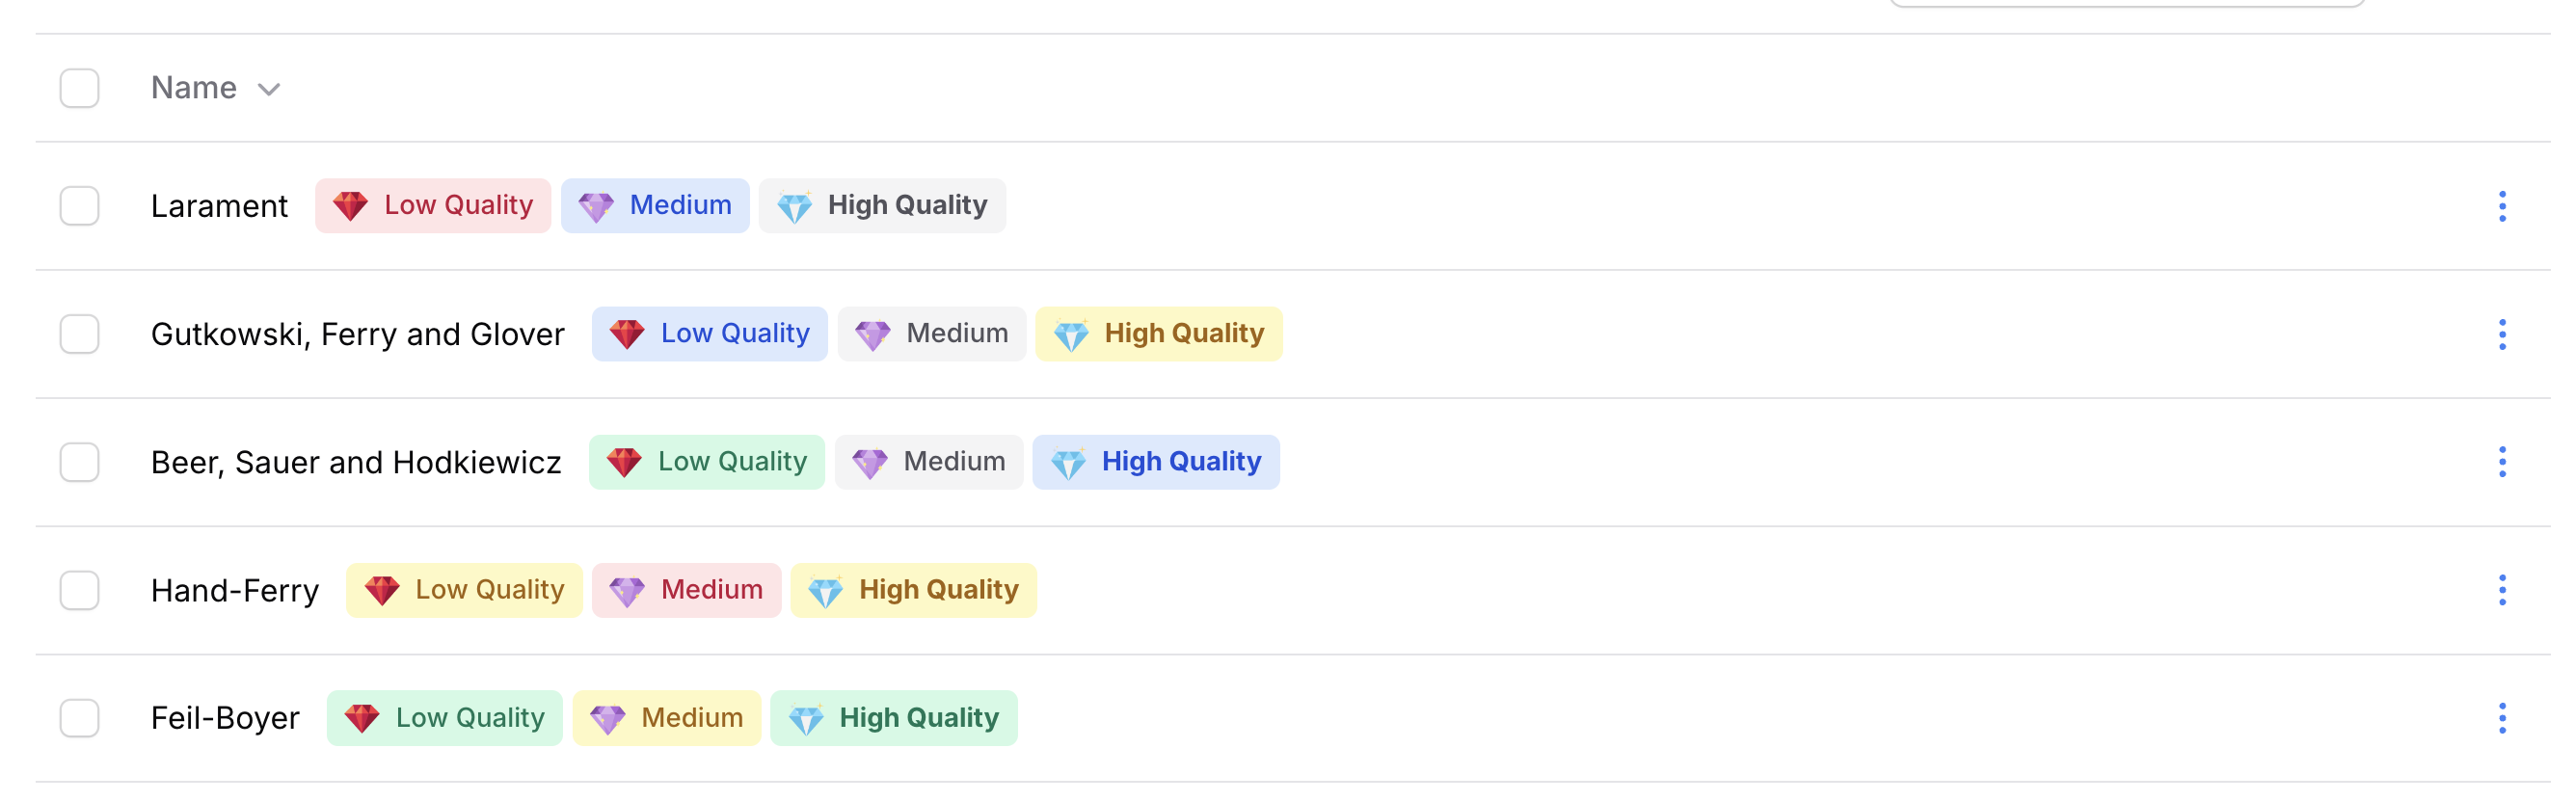 Name
Larament Low Quality Medium High Quality
Gutkowski, Ferry and Glover Low Quality Medium High Quality
Beer, Sauer and Hodkiewicz Low Quality Medium High Quality
Hand-Ferry Low Quality Medium High Quality
Feil-Boyer Low Quality Medium High Quality